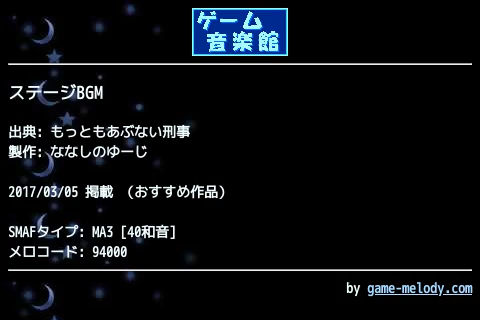 ゲーム
音楽館
ステージBGM
出典: もっともあぶない刑事
製作: ななしのゆーじ
2017/03/05 掲載 (おすすめ作品)
SMAFタイプ: MA3 [40和音]
メロコード: 94000
by game-melody.com